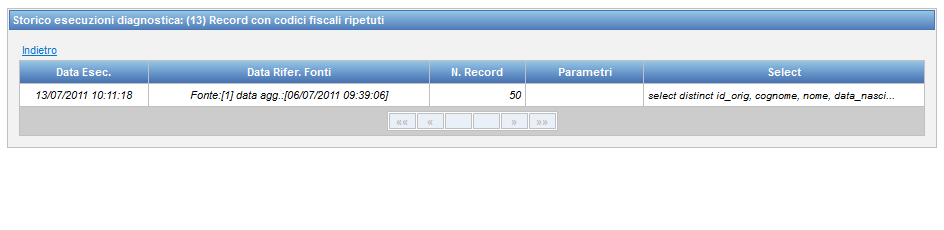 Storico esecuzioni diagnostica: (13) Record con codici fiscali ripetuti
Indietro
Data Esec. Data Rifer. Fonti N. Record Parametri Select
13/07/2011 10:11:18 Fonte:[1] data agg.:[06/07/2011 09:39:06] 50 select distinct id_orig, cognome, nome, data_nasci...
«« « » »»